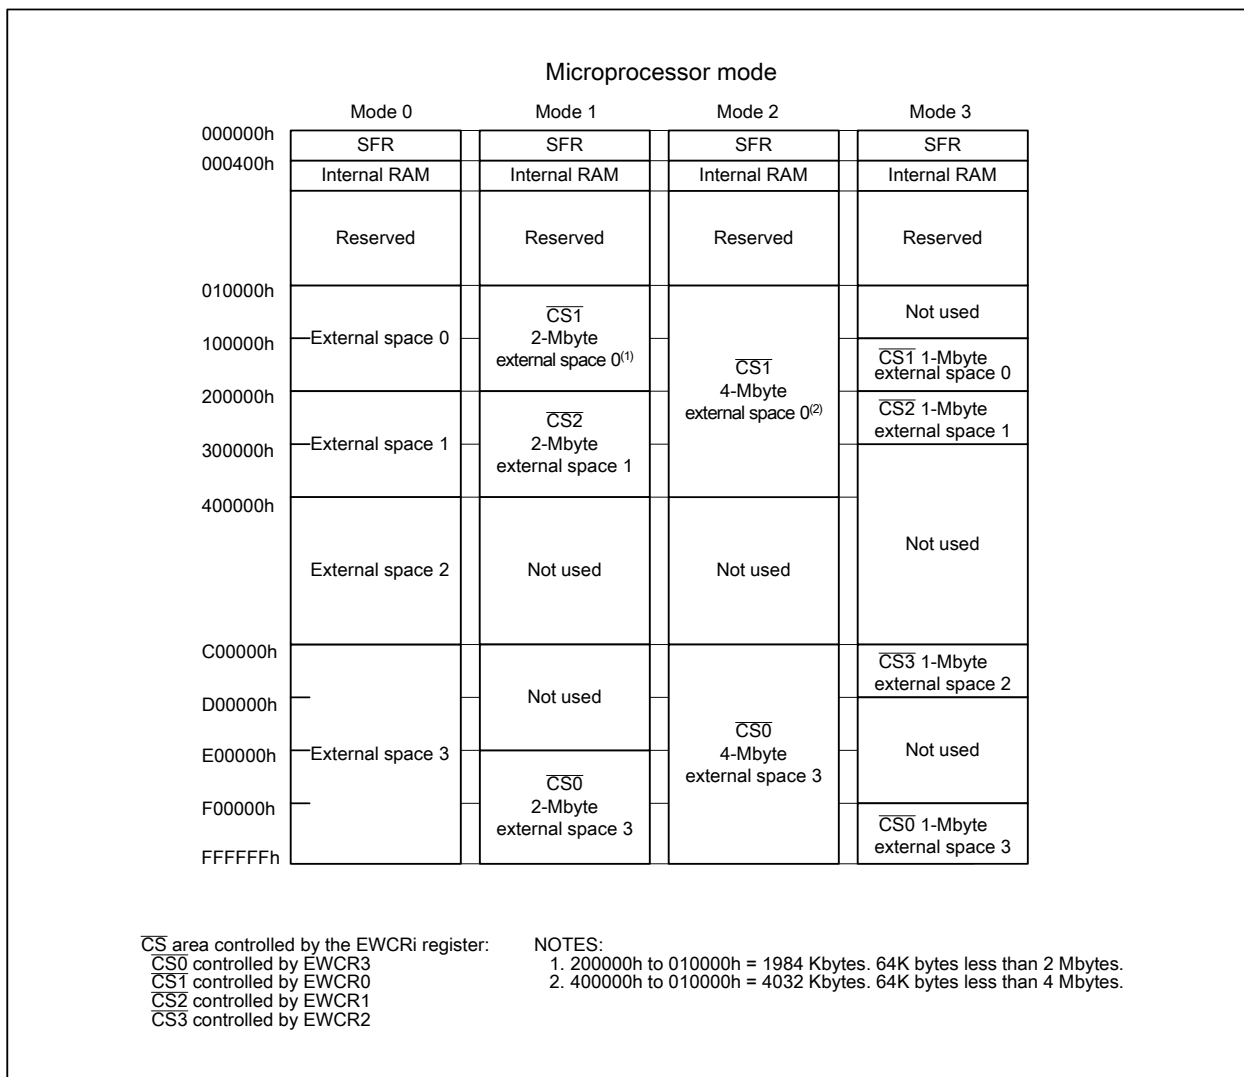 Microprocessor mode
Mode 0
Mode 1
Mode 2
Mode 3
000000h
000400h
010000h
100000h
200000h
300000h
400000h
C00000h
D00000h
E00000h
F00000h
FFFFFFh
SFR
Internal RAM
Reserved
External space 0
External space 1
External space 2
External space 3
SFR
Internal RAM
Reserved
CS1
2-Mbyte
external space 0(1)
CS2
2-Mbyte
external space 1
Not used
Not used
CS0
2-Mbyte
external space 3
SFR
Internal RAM
Reserved
CS1
4-Mbyte
external space 0(2)
Not used
CS0
4-Mbyte
external space 3
SFR
Internal RAM
Reserved
Not used
CS1 1-Mbyte
external space 0
CS2 1-Mbyte
external space 1
Not used
CS3 1-Mbyte
external space 2
Not used
CS0 1-Mbyte
external space 3
CS area controlled by the EWCRi register:
CS0 controlled by EWCR3
CS1 controlled by EWCR0
CS2 controlled by EWCR1
CS3 controlled by EWCR2
NOTES:
1. 200000h to 010000h = 1984 Kbytes. 64K bytes less than 2 Mbytes.
2. 400000h to 010000h = 4032 Kbytes. 64K bytes less than 4 Mbytes.